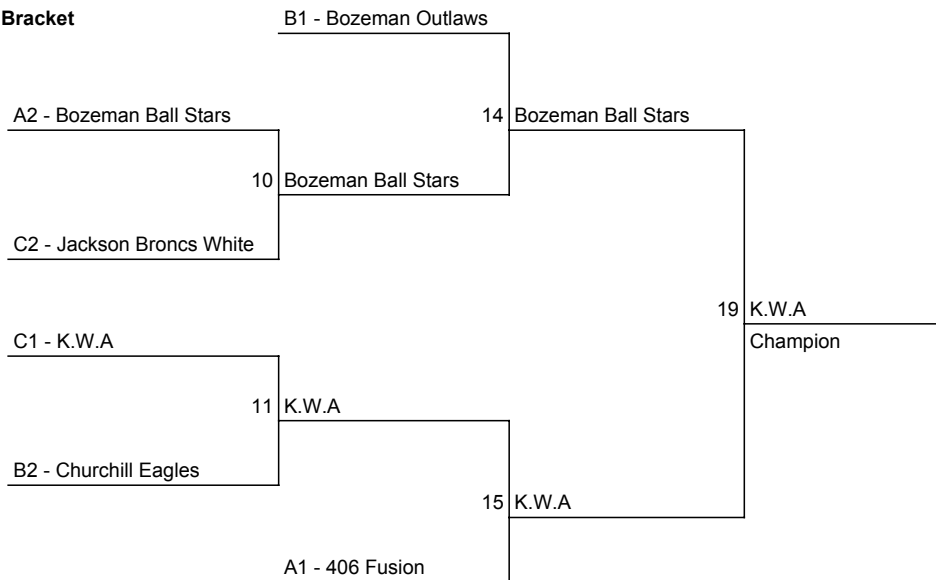 Bracket
B1 - Bozeman Outlaws
A2 - Bozeman Ball Stars
14 Bozeman Ball Stars
10 Bozeman Ball Stars
C2 - Jackson Broncs White
19 K.W.A
C1 - K.W.A
Champion
11 K.W.A
B2 - Churchill Eagles
15 K.W.A
A1 - 406 Fusion